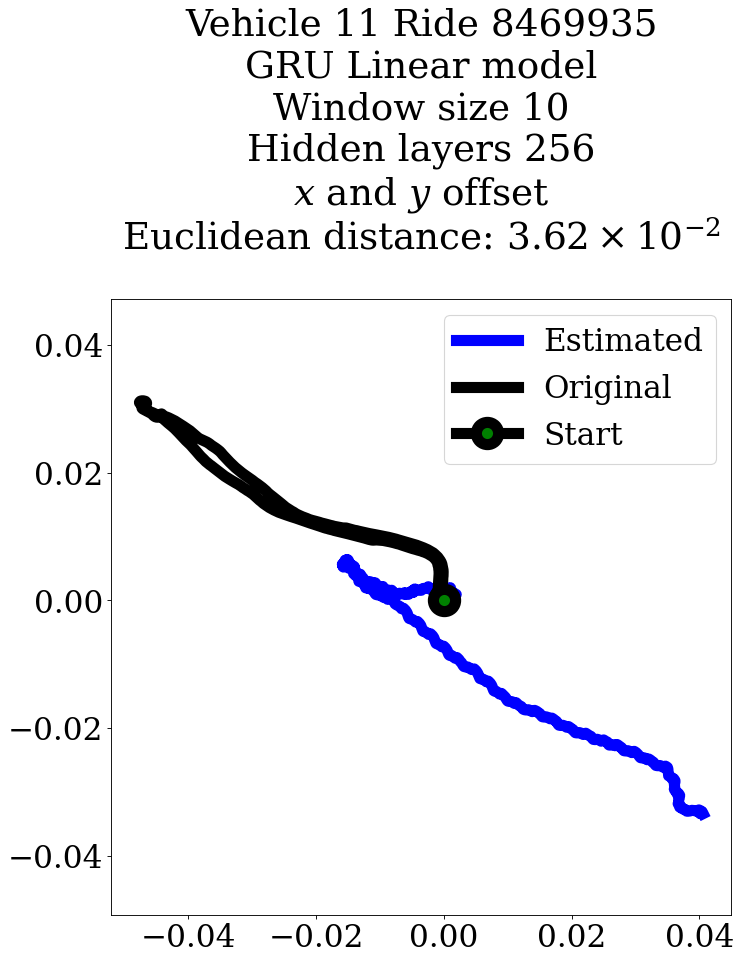 Vehicle 11 Ride 8469935
GRU Linear model
Window size 10
Hidden layers 256
x and y offset
Euclidean distance: 3.62 × 10⁻²
Estimated
Original
Start
0.04
0.02
0.00
−0.02
−0.04
−0.04 −0.02 0.00 0.02 0.04